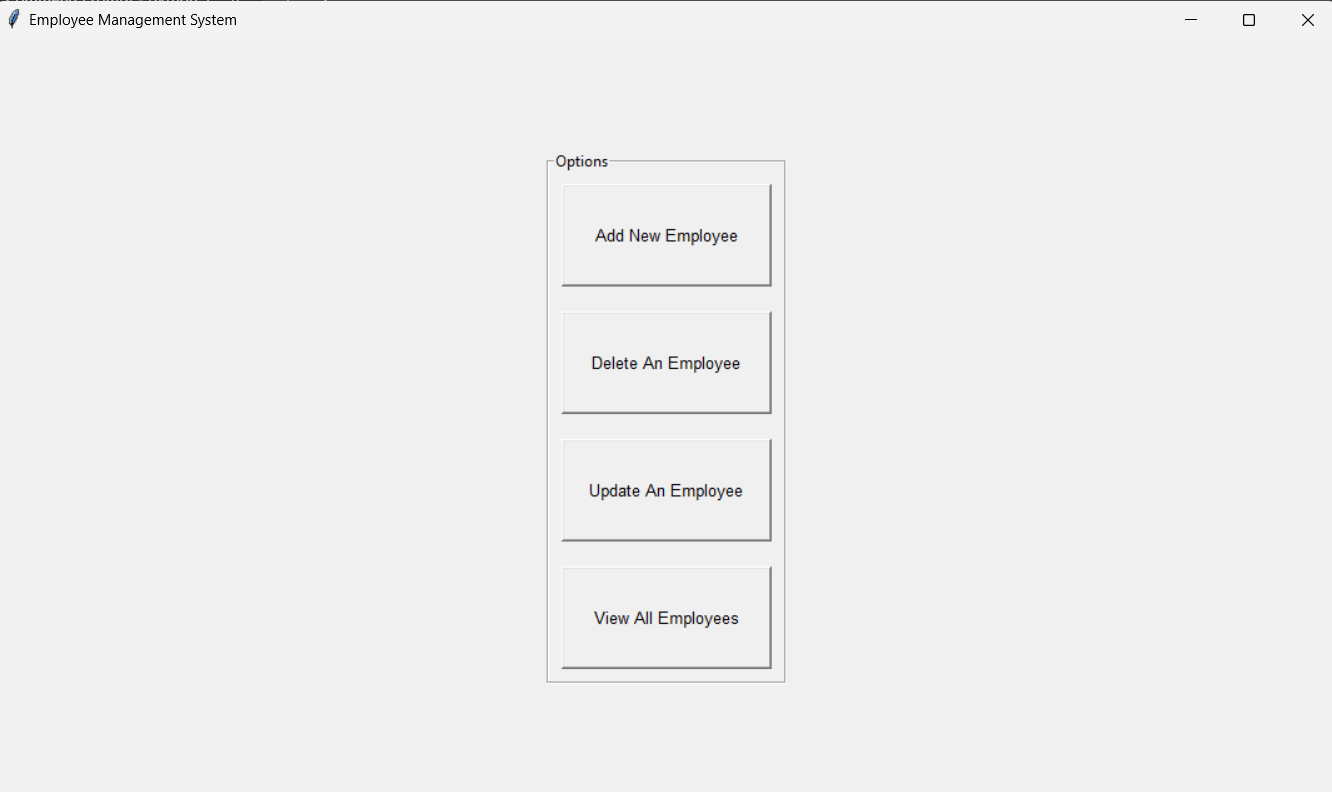 Employee Management System
Options
Add New Employee
Delete An Employee
Update An Employee
View All Employees